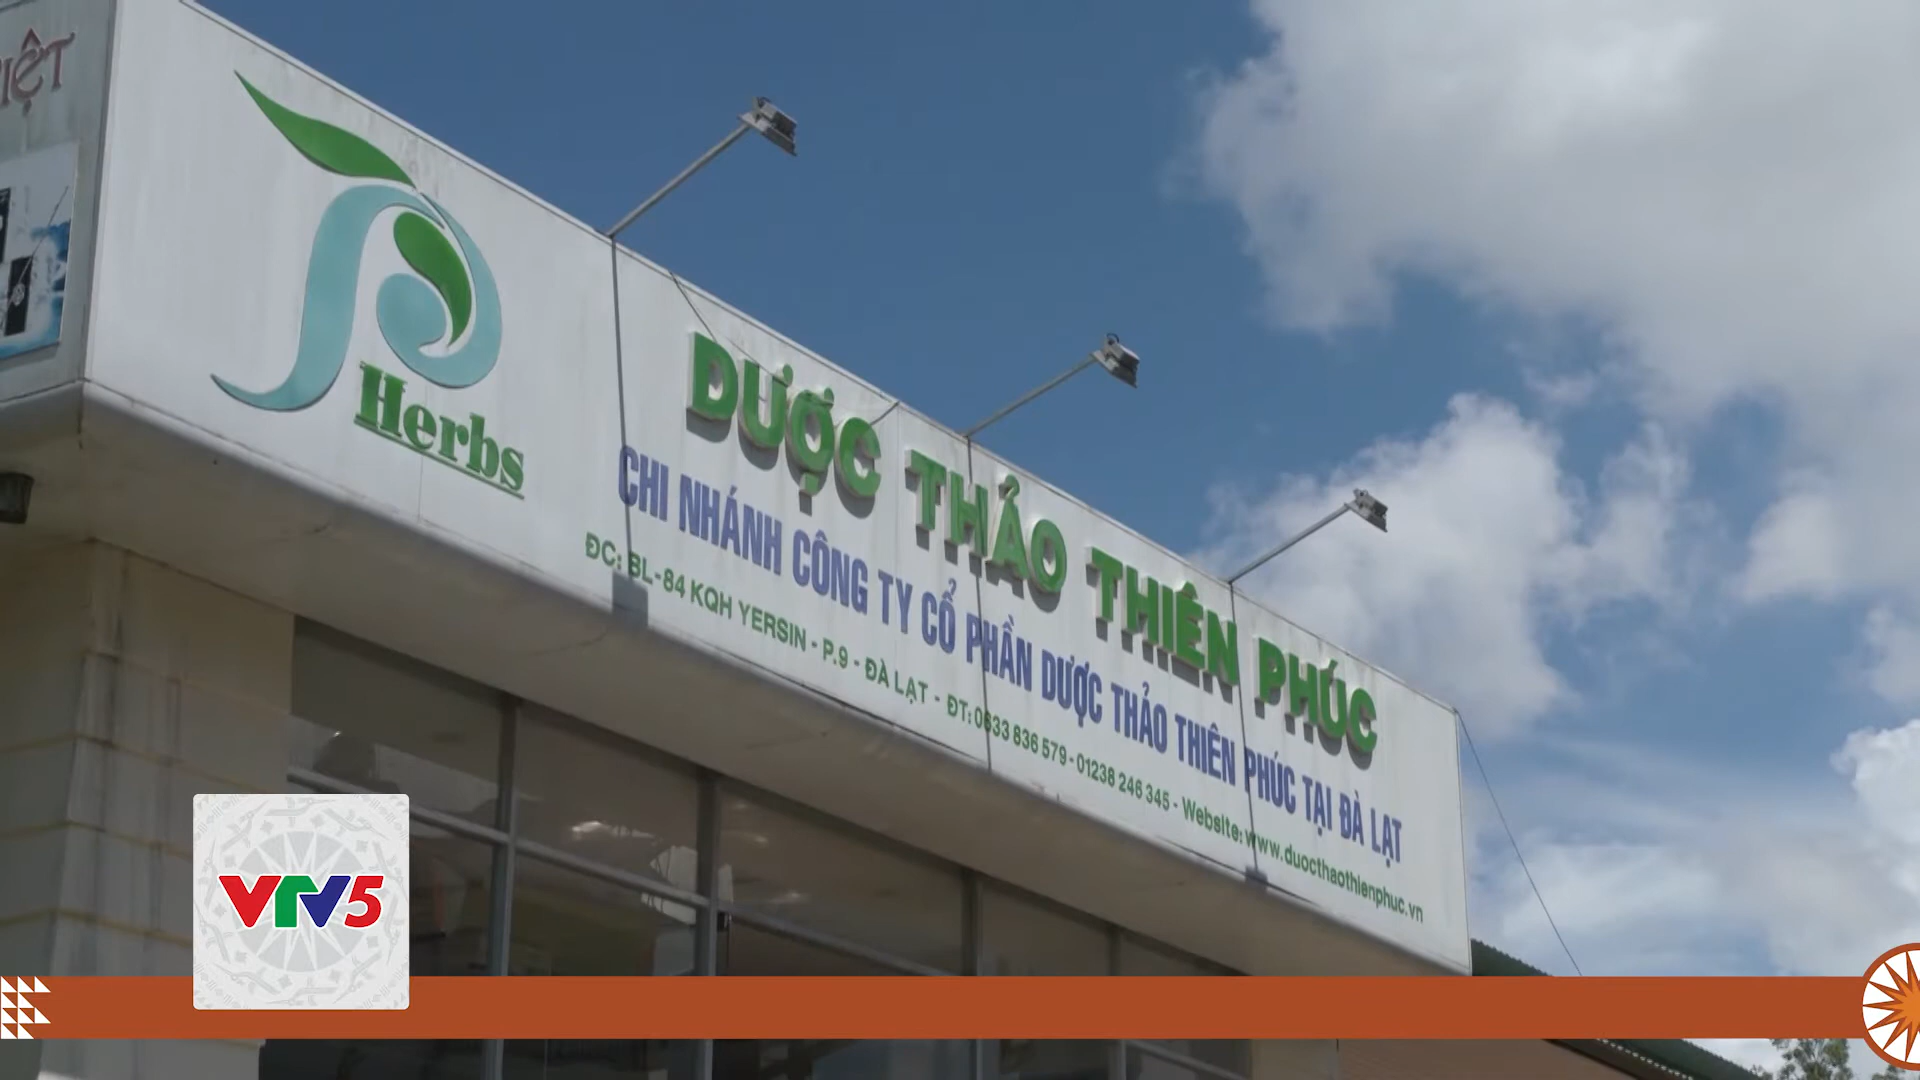 IỆT
Herbs
DƯỢC THẢO THIÊN PHÚC
CHI NHÁNH CÔNG TY CỔ PHẦN DƯỢC THẢO THIÊN PHÚC TẠI ĐÀ LẠT
ĐC: BL-84 KQH YERSIN - P.9 - ĐÀ LẠT - ĐT: 0633 836 579 - 01238 246 345 - Website: www.duocthaothienphuc.vn
VTV5